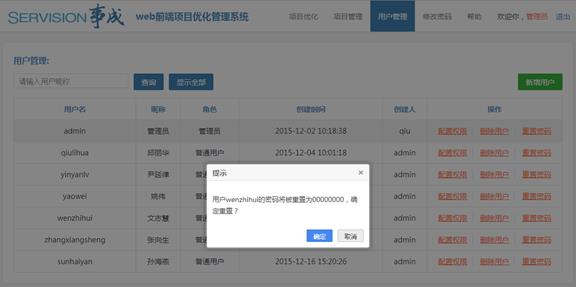 SERVISION 事成 web前端项目优化管理系统 项目优化 项目管理 用户管理 修改密码 帮助 欢迎你，管理员 退出
用户管理:
请输入用户昵称 查询 显示全部 新增用户
用户名 昵称 角色 创建时间 创建人 操作
admin 管理员 管理员 2015-12-02 10:18:38 qiu 配置权限 删除用户 重置密码
qiulihua 邱丽华 普通用户 2015-12-04 10:01:18 admin 配置权限 删除用户 重置密码
yinyanlv 尹延律 普 admin 配置权限 删除用户 重置密码
yaowei 姚伟 普 admin 配置权限 删除用户 重置密码
wenzhihui 文志慧 普 admin 配置权限 删除用户 重置密码
zhangxiangsheng 张向生 普 admin 配置权限 删除用户 重置密码
sunhaiyan 孙海燕 普通用户 2015-12-16 15:20:26 admin 配置权限 删除用户 重置密码
提示 ×
用户wenzhihui的密码将被重置为00000000，确
定重置？
确定 取消